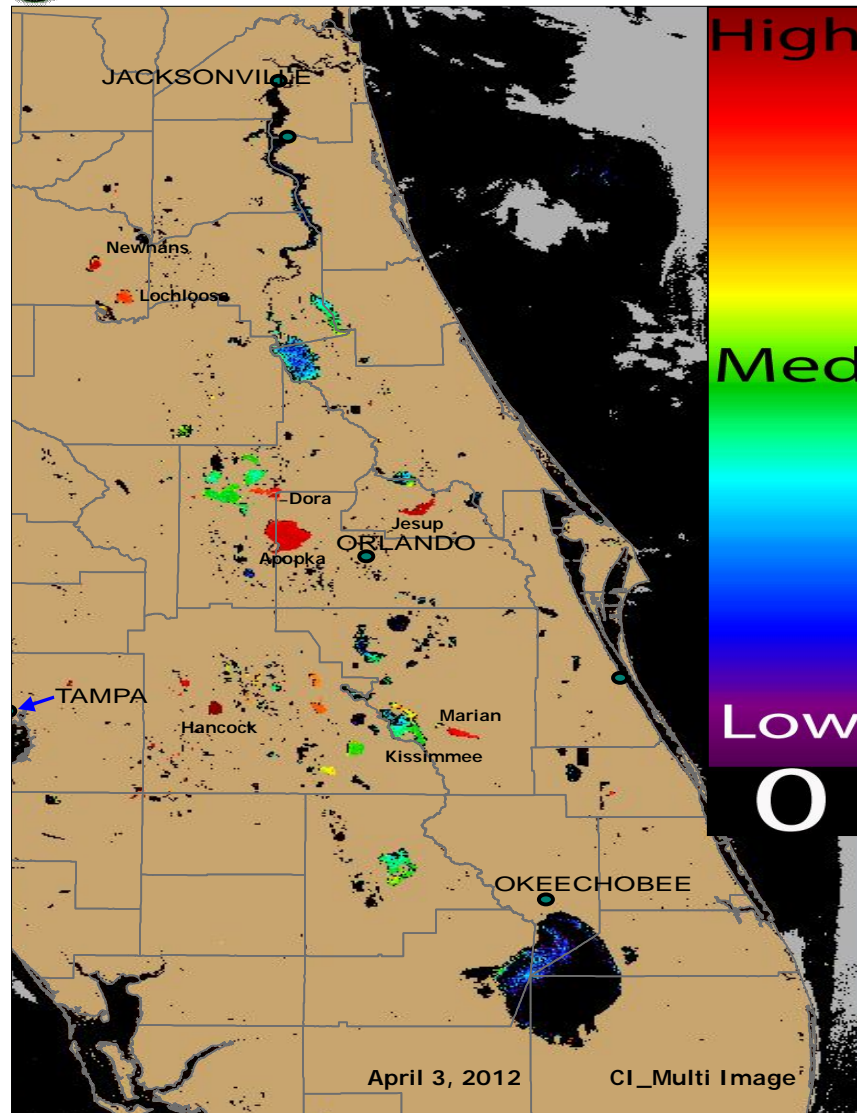 High
JACKSONVILLE
Newnans
Lochloose
Med
Dora
Jesup
ORLANDO
Apopka
TAMPA
Hancock
Marian
Low
Kissimmee
0
OKEECHOBEE
April 3, 2012 CI_Multi Image